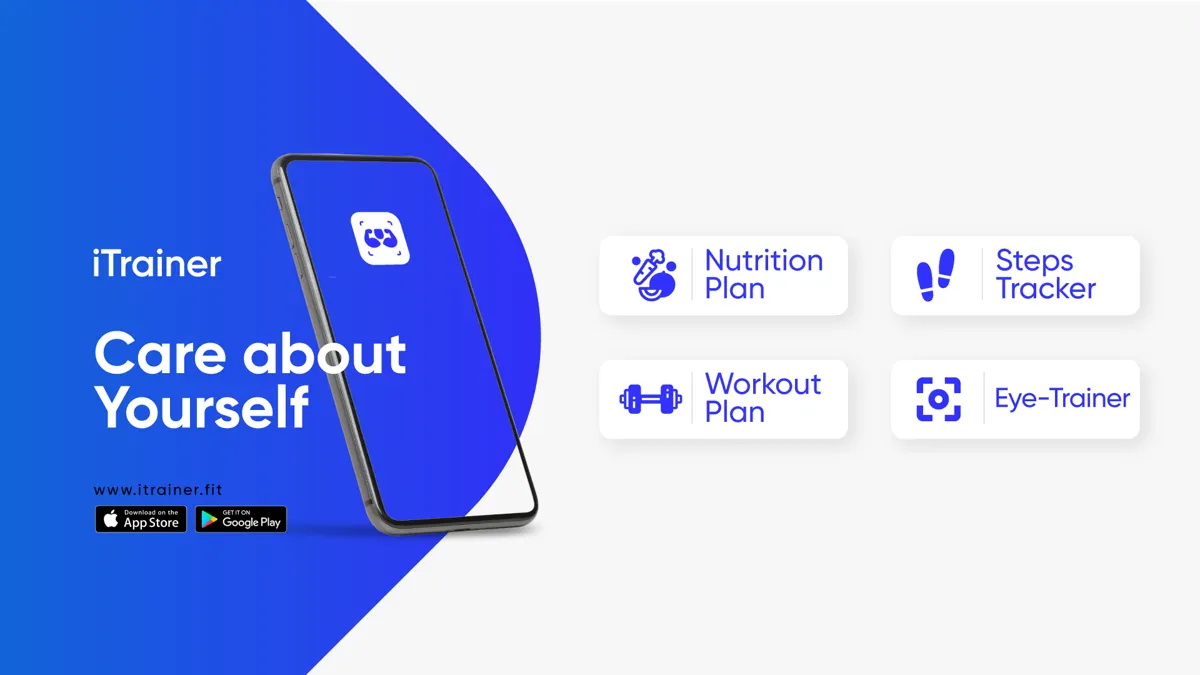 iTrainer
Care about
Yourself
www.itrainer.fit
Download on the
App Store
GET IT ON
Google Play
Nutrition
Plan
Steps
Tracker
Workout
Plan
Eye-Trainer